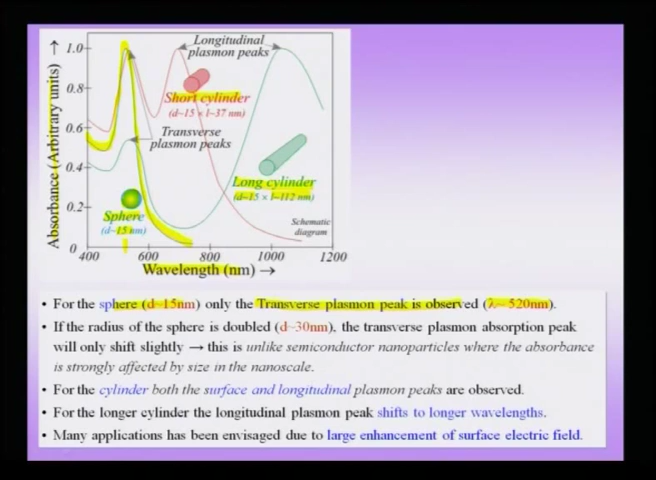 Absorbance (Arbitrary units) →
1.0
0.8
0.6
0.4
0.2
0
400
600
800
1000
1200
Wavelength (nm) →
Longitudinal
plasmon peaks
Short cylinder
(d~15 × l~37 nm)
Transverse
plasmon peaks
Long cylinder
(d~15 × l~112 nm)
Sphere
(d~15 nm)
Schematic
diagram
• For the sphere (d~15nm) only the Transverse plasmon peak is observed (λ~ 520nm).
• If the radius of the sphere is doubled (d~30nm), the transverse plasmon absorption peak
will only shift slightly → this is unlike semiconductor nanoparticles where the absorbance
is strongly affected by size in the nanoscale.
• For the cylinder both the surface and longitudinal plasmon peaks are observed.
• For the longer cylinder the longitudinal plasmon peak shifts to longer wavelengths.
• Many applications has been envisaged due to large enhancement of surface electric field.